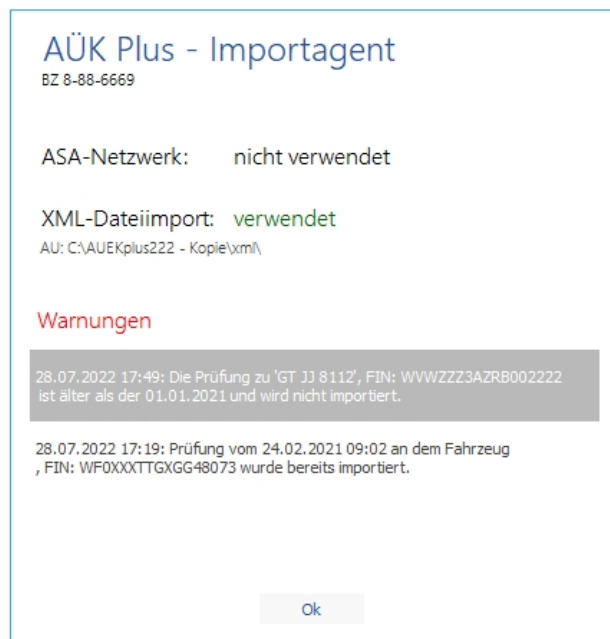 AÜK Plus - Importagent
BZ 8-88-6669
ASA-Netzwerk: nicht verwendet
XML-Dateiimport: verwendet
AU: C:\AUEKplus222 - Kopie\xml\
Warnungen
28.07.2022 17:49: Die Prüfung zu 'GT JJ 8112', FIN: WVWZZZ3AZRB002222
ist älter als der 01.01.2021 und wird nicht importiert.
28.07.2022 17:19: Prüfung vom 24.02.2021 09:02 an dem Fahrzeug
, FIN: WF0XXXTTGXGG48073 wurde bereits importiert.
Ok